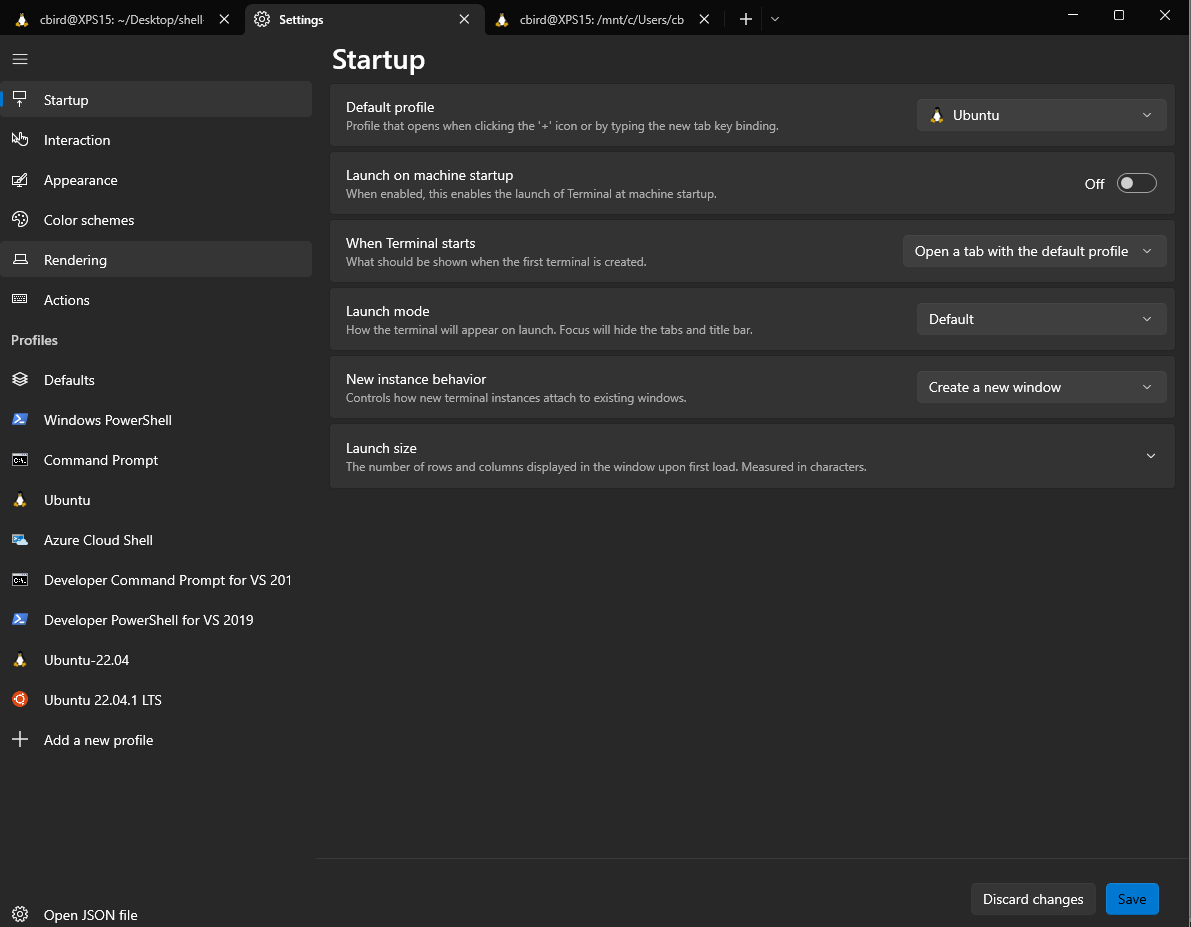 cbird@XPS15: ~/Desktop/shell-
Settings
cbird@XPS15: /mnt/c/Users/cb
Startup
Interaction
Appearance
Color schemes
Rendering
Actions
Profiles
Defaults
Windows PowerShell
Command Prompt
Ubuntu
Azure Cloud Shell
Developer Command Prompt for VS 201
Developer PowerShell for VS 2019
Ubuntu-22.04
Ubuntu 22.04.1 LTS
Add a new profile
Open JSON file
Startup
Default profile
Profile that opens when clicking the '+' icon or by typing the new tab key binding.
Ubuntu
Launch on machine startup
When enabled, this enables the launch of Terminal at machine startup.
Off
When Terminal starts
What should be shown when the first terminal is created.
Open a tab with the default profile
Launch mode
How the terminal will appear on launch. Focus will hide the tabs and title bar.
Default
New instance behavior
Controls how new terminal instances attach to existing windows.
Create a new window
Launch size
The number of rows and columns displayed in the window upon first load. Measured in characters.
Discard changes
Save